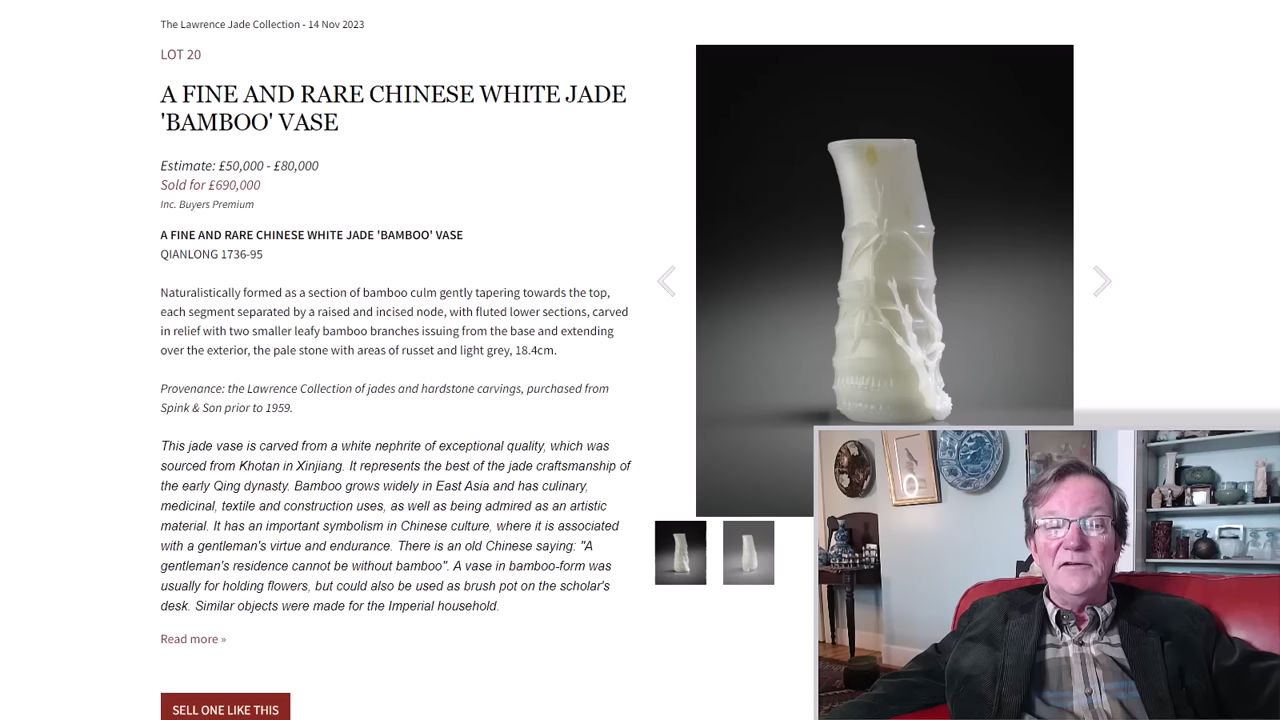 The Lawrence Jade Collection - 14 Nov 2023
LOT 20
A FINE AND RARE CHINESE WHITE JADE
'BAMBOO' VASE
Estimate: £50,000 - £80,000
Sold for £690,000
Inc. Buyers Premium
A FINE AND RARE CHINESE WHITE JADE 'BAMBOO' VASE
QIANLONG 1736-95
Naturalistically formed as a section of bamboo culm gently tapering towards the top,
each segment separated by a raised and incised node, with fluted lower sections, carved
in relief with two smaller leafy bamboo branches issuing from the base and extending
over the exterior, the pale stone with areas of russet and light grey, 18.4cm.
Provenance: the Lawrence Collection of jades and hardstone carvings, purchased from
Spink & Son prior to 1959.
This jade vase is carved from a white nephrite of exceptional quality, which was
sourced from Khotan in Xinjiang. It represents the best of the jade craftsmanship of
the early Qing dynasty. Bamboo grows widely in East Asia and has culinary,
medicinal, textile and construction uses, as well as being admired as an artistic
material. It has an important symbolism in Chinese culture, where it is associated
with a gentleman's virtue and endurance. There is an old Chinese saying: "A
gentleman's residence cannot be without bamboo". A vase in bamboo-form was
usually for holding flowers, but could also be used as brush pot on the scholar's
desk. Similar objects were made for the Imperial household.
Read more »
SELL ONE LIKE THIS